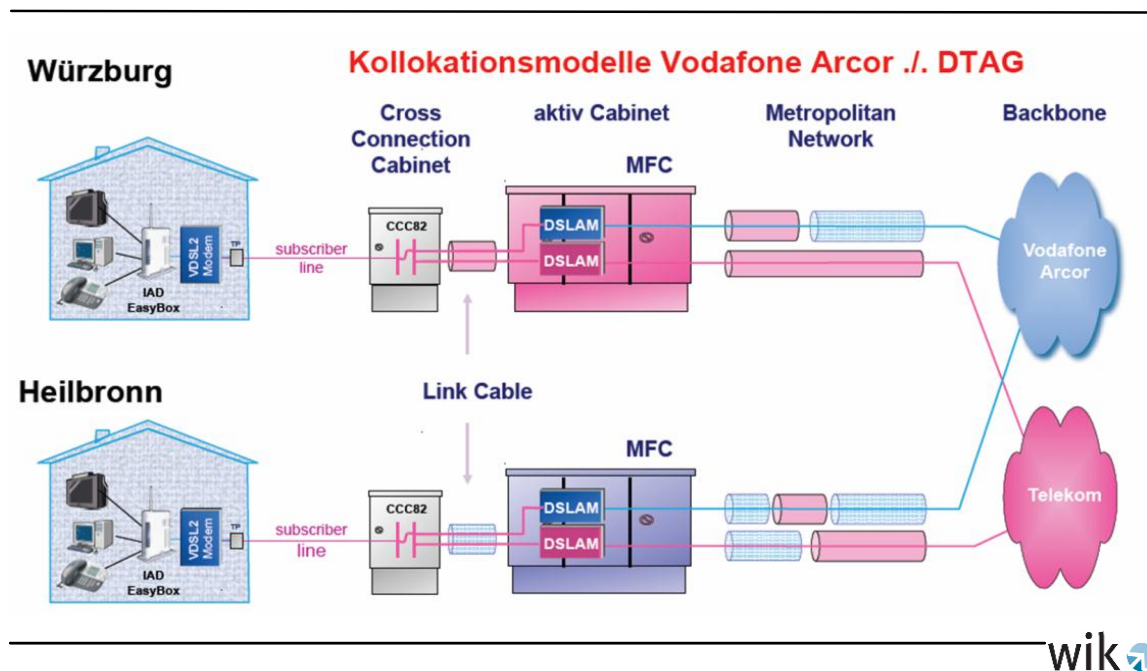 Würzburg
Kollokationsmodelle Vodafone Arcor ./. DTAG
Cross
Connection
Cabinet
aktiv Cabinet
Metropolitan
Network
Backbone
MFC
CCC82
DSLAM
DSLAM
VDSL2
Modem
TP
subscriber
line
IAD
EasyBox
Vodafone
Arcor
Heilbronn
Link Cable
MFC
CCC82
DSLAM
DSLAM
VDSL2
Modem
TP
subscriber
line
IAD
EasyBox
Telekom
wik